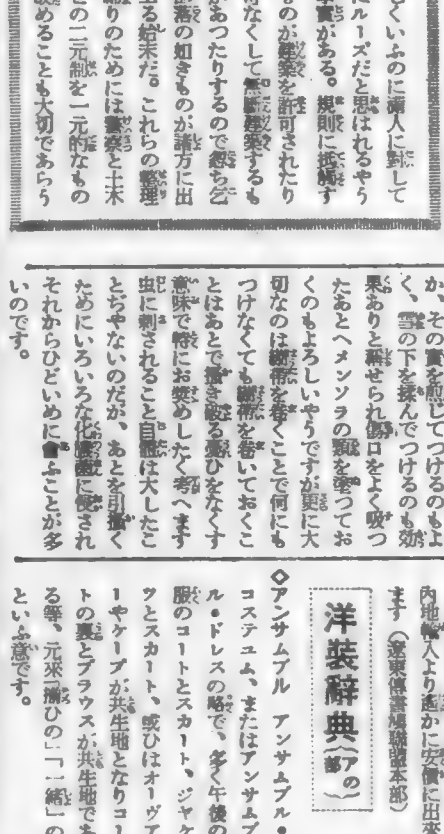 しくいふのに滿人に對して
にルーズだと思はれるやう
事實がある。規則に抵觸す
ものが建築を許可されたり
得なくして無斷建築するも
があつたりするので忽ち乞
部落の如きものが諸方に出
る始末だ。これらの整理
りのためには警察と土木
この二元制を一元的なもの
めることも大切であらう
か、その實を煎じてつけるのもよ
く、雪の下を揉んでつけるのも効
果ありと稱せられ傷口をよく吸つ
たあとヘメンソラの類を塗つてお
くのもよろしいやうですが更に大
切なのは繃帶を卷くことで何にも
つけなくても繃帶を卷いておくこ
とはあとで搔き破る憂ひをなくす
意味で特にお奬めしたく考へます
虫に刺されること自體は大したこ
とぢやないのだが、あとを引搔く
ためにいろいろな化膿菌に侵され
それからひどいめに會ふことが多
いのです。
內地輸入より遙かに安價に出來
ます（遼東傳書鳩聯盟本部）
洋裝辭典（アの部）
◇アンサムブル アンサムブル・
コステユム、またはアンサムブ
ル・ドレスの略で、多く午後の
服のコートとスカート、ジヤケ
ツとスカート、或ひはオーヴア
ーやケープが共生地となりコー
トの裏とブラウスが共生地であ
る等、元來「揃ひの」「一緖」の
といふ意です。